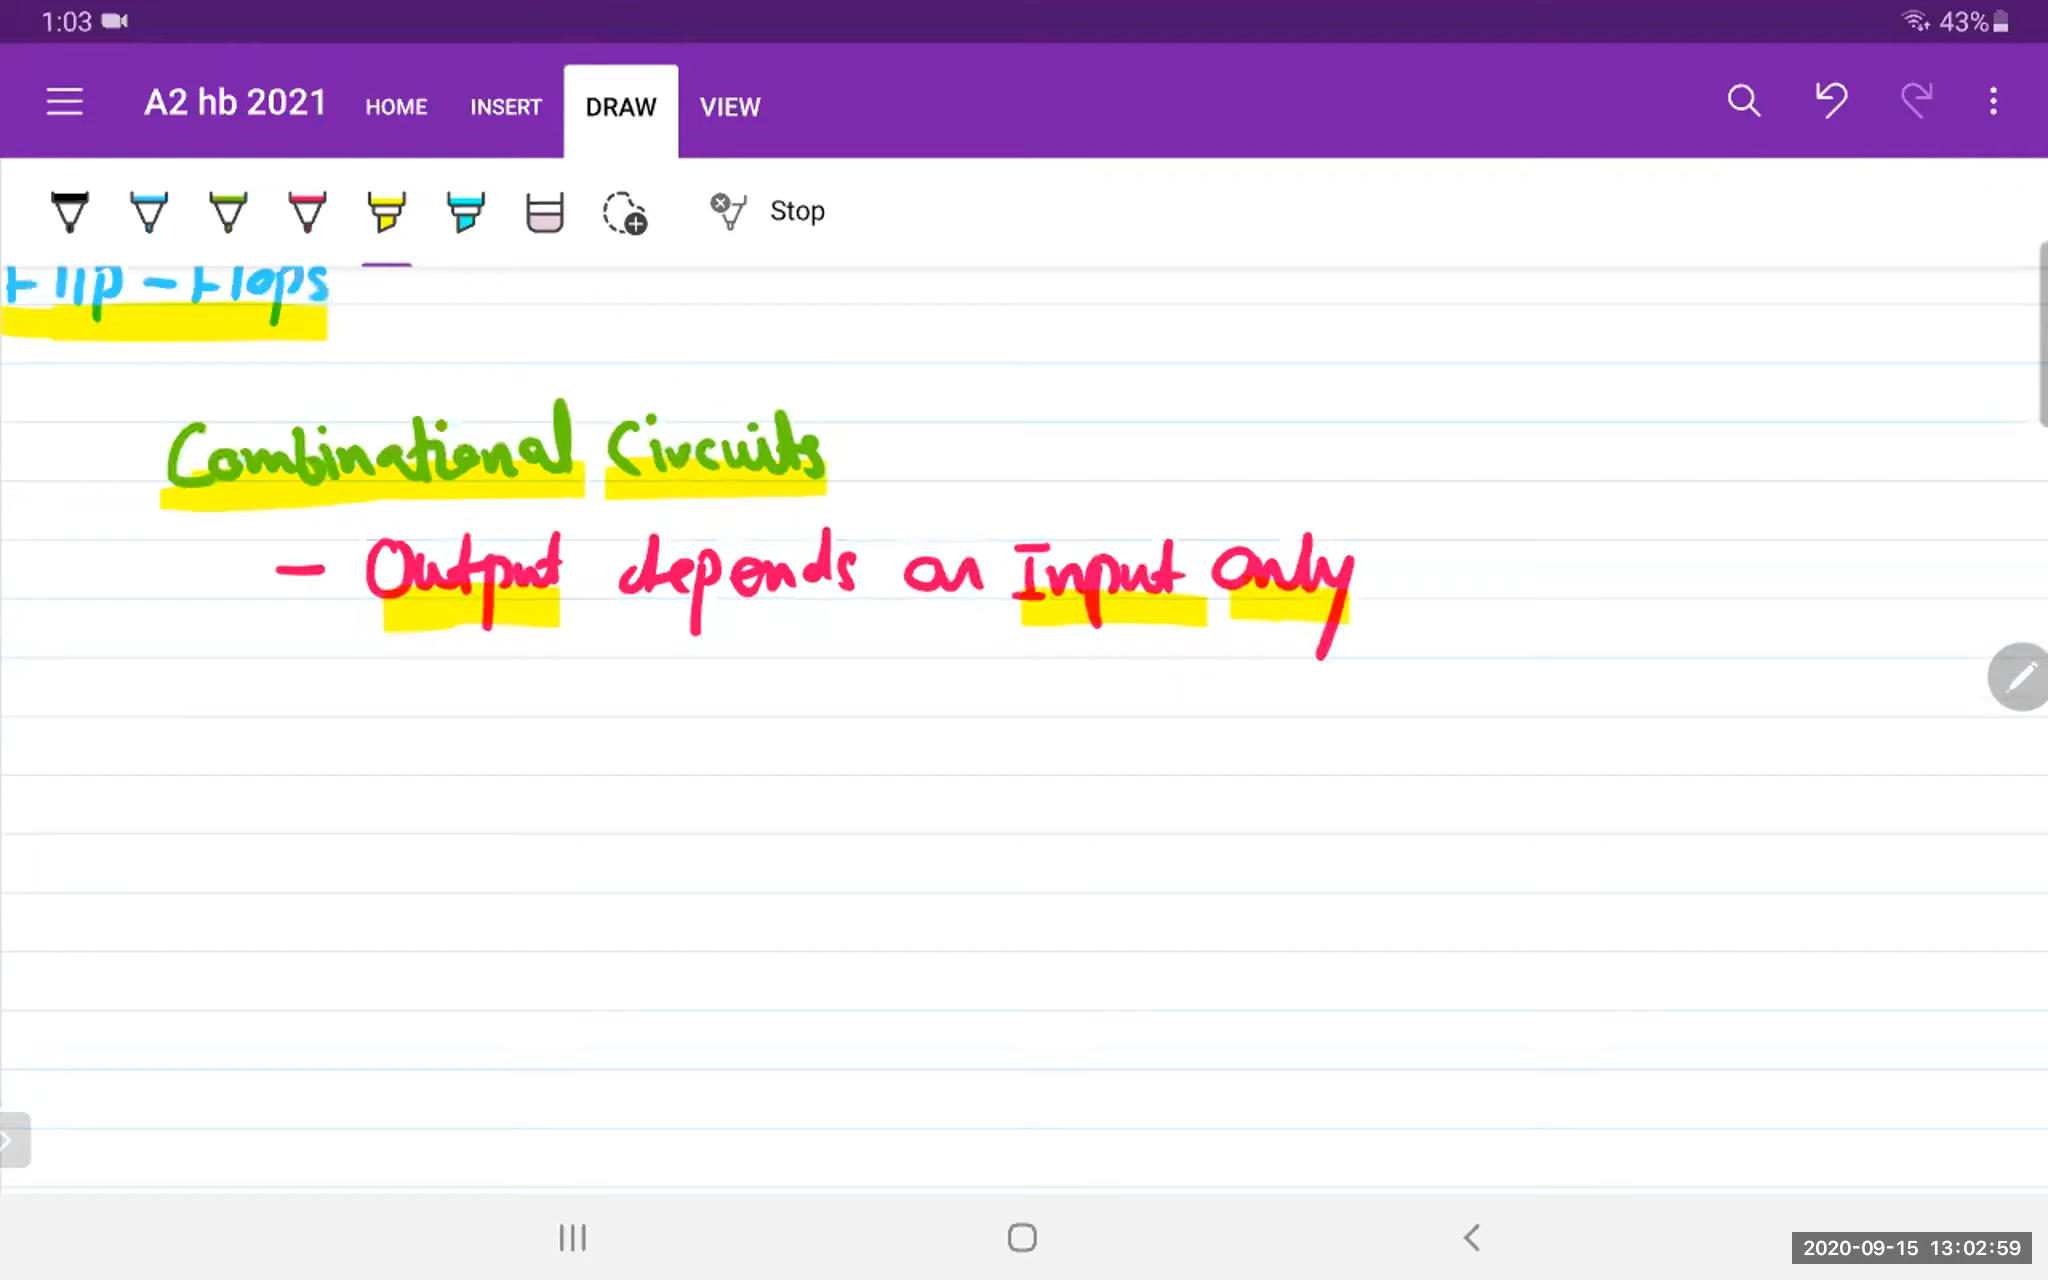 1:03 43%
A2 hb 2021 HOME INSERT DRAW VIEW
Stop
Flip - Flops
Combinational Circuits
- Output depends on Input only
2020-09-15 13:02:59